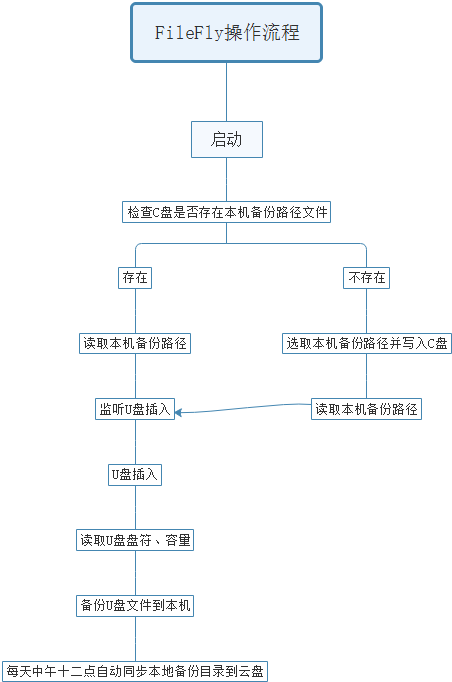 FileFly操作流程
启动
检查C盘是否存在本机备份路径文件
存在
不存在
读取本机备份路径
选取本机备份路径并写入C盘
监听U盘插入
读取本机备份路径
U盘插入
读取U盘盘符、容量
备份U盘文件到本机
每天中午十二点自动同步本地备份目录到云盘